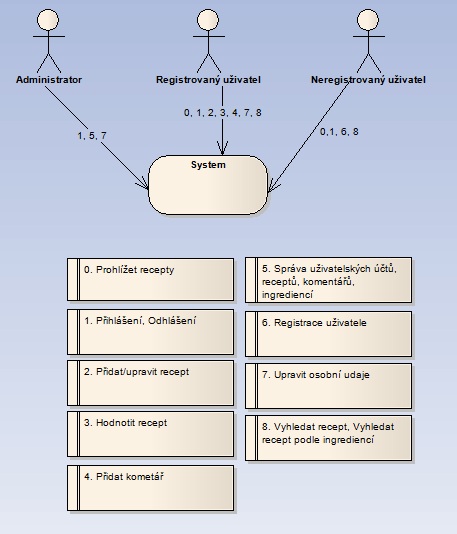 Administrator
Registrovaný uživatel
Neregistrovaný uživatel
1, 5, 7
0, 1, 2, 3, 4, 7, 8
0,1, 6, 8
System
0. Prohlížet recepty
1. Přihlášení, Odhlášení
2. Přidat/upravit recept
3. Hodnotit recept
4. Přidat kometář
5. Správa uživatelských účtů,
receptů, komentářů,
ingrediencí
6. Registrace uživatele
7. Upravit osobní udaje
8. Vyhledat recept, Vyhledat
recept podle ingrediencí